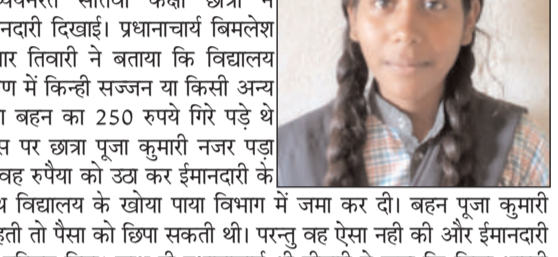 सातवीं कक्षा छात्रा ने
नदारी दिखाई। प्रधानाचार्य बिमलेश
ार तिवारी ने बताया कि विद्यालय
ण में किन्ही सज्जन या किसी अन्य
ा बहन का 250 रुपये गिरे पड़े थे
स पर छात्रा पूजा कुमारी नजर पड़ा
वह रुपैया को उठा कर ईमानदारी के
थ विद्यालय के खोया पाया विभाग में जमा कर दी। बहन पूजा कुमारी
हती तो पैसा को छिपा सकती थी। परन्तु वह ऐसा नही की और ईमानदारी